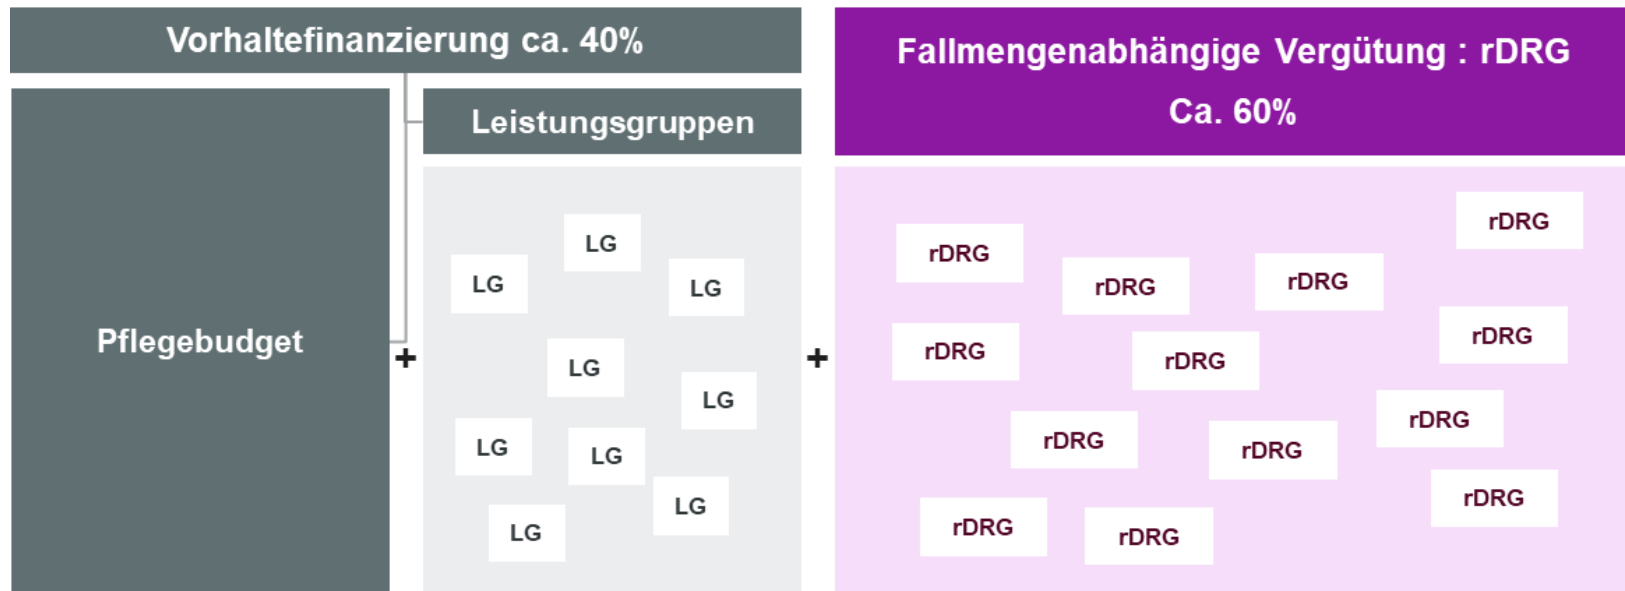 Vorhaltefinanzierung ca. 40%
Pflegebudget
+
Leistungsgruppen
LG
LG
LG
LG
LG
LG
LG
LG
LG
+
Fallmengenabhängige Vergütung : rDRG
Ca. 60%
rDRG
rDRG
rDRG
rDRG
rDRG
rDRG
rDRG
rDRG
rDRG
rDRG
rDRG
rDRG
rDRG